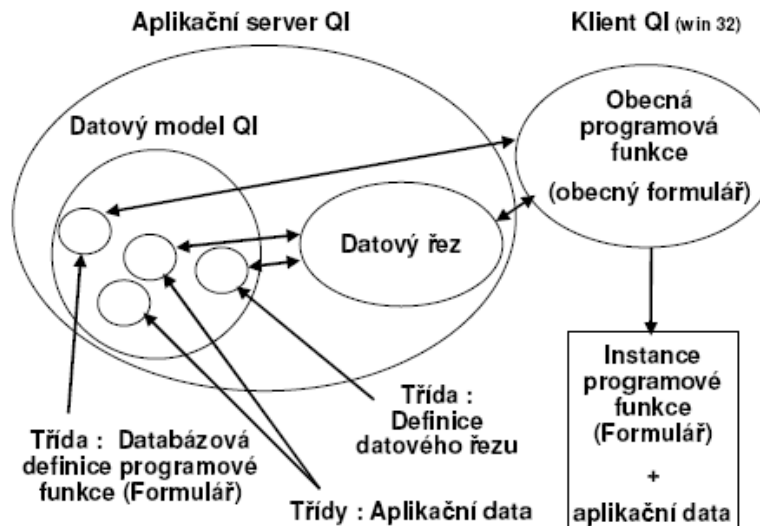 Aplikační server QI
Klient QI (win 32)
Datový model QI
Obecná
programová
funkce
(obecný formulář)
Datový řez
Instance
programové
funkce
(Formulář)
+
aplikační data
Třída :
Definice
datového řezu
Třída : Databázová
definice programové
funkce (Formulář)
Třídy : Aplikační data